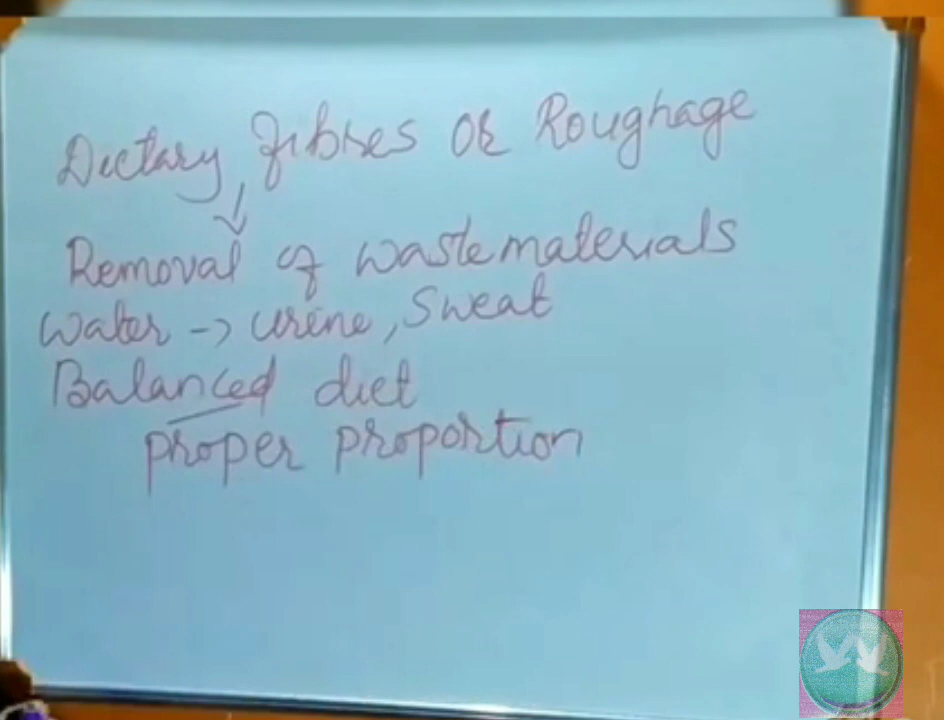 Dietary fibres or Roughage
↓
Removal of waste materials
Water -> urine, Sweat
Balanced diet
proper proportion